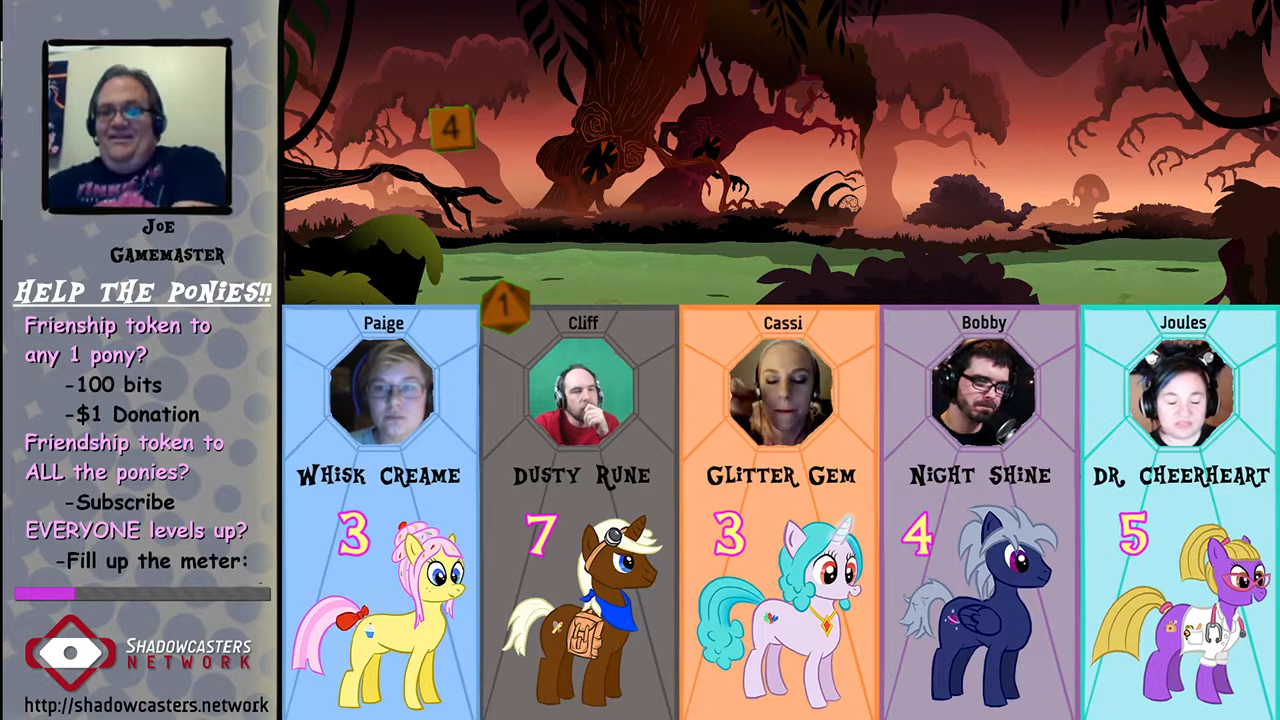 Joe
Gamemaster
Help the Ponies!!
Frienship token to
any 1 pony?
-100 bits
-$1 Donation
Friendship token to
ALL the ponies?
-Subscribe
EVERYONE levels up?
-Fill up the meter:
Shadowcasters
Network
http://shadowcasters.network
4
1
Paige
Cliff
Cassi
Bobby
Joules
Whisk Creame
Dusty Rune
Glitter Gem
Night Shine
Dr. Cheerheart
3
7
3
4
5